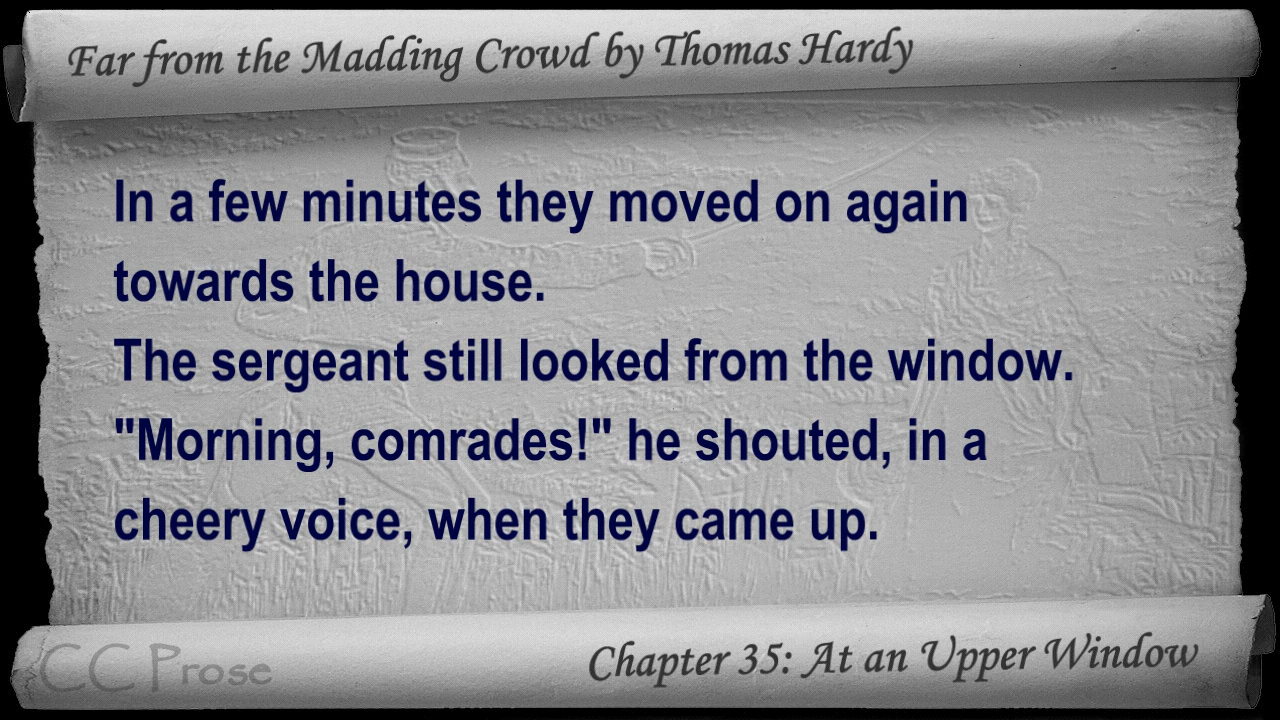 Far from the Madding Crowd by Thomas Hardy
In a few minutes they moved on again
towards the house.
The sergeant still looked from the window.
"Morning, comrades!" he shouted, in a
cheery voice, when they came up.
CC Prose
Chapter 35: At an Upper Window